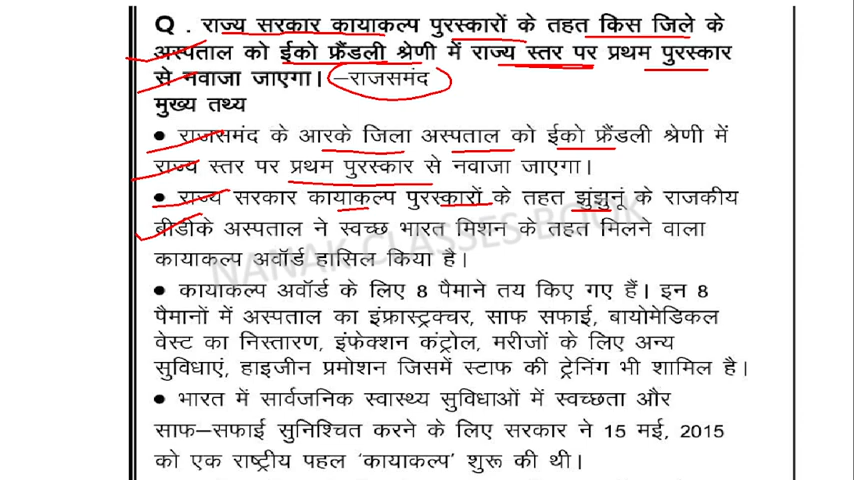 Q . राज्य सरकार कायाकल्प पुरस्कारों के तहत किस जिले के
अस्पताल को ईको फ्रैंडली श्रेणी में राज्य स्तर पर प्रथम पुरस्कार
से नवाजा जाएगा। –राजसमंद
मुख्य तथ्य
● राजसमंद के आरके जिला अस्पताल को ईको फ्रैंडली श्रेणी में
राज्य स्तर पर प्रथम पुरस्कार से नवाजा जाएगा।
● राज्य सरकार कायाकल्प पुरस्कारों के तहत झुंझुनूं के राजकीय
बीडीके अस्पताल ने स्वच्छ भारत मिशन के तहत मिलने वाला
कायाकल्प अवॉर्ड हासिल किया है।
NANAK CLASSES BOOK
● कायाकल्प अवॉर्ड के लिए 8 पैमाने तय किए गए हैं। इन 8
पैमानों में अस्पताल का इंफ्रास्ट्रक्चर, साफ सफाई, बायोमेडिकल
वेस्ट का निस्तारण, इंफेक्शन कंट्रोल, मरीजों के लिए अन्य
सुविधाएं, हाइजीन प्रमोशन जिसमें स्टाफ की ट्रेनिंग भी शामिल है।
● भारत में सार्वजनिक स्वास्थ्य सुविधाओं में स्वच्छता और
साफ–सफाई सुनिश्चित करने के लिए सरकार ने 15 मई, 2015
को एक राष्ट्रीय पहल ‘कायाकल्प’ शुरू की थी।